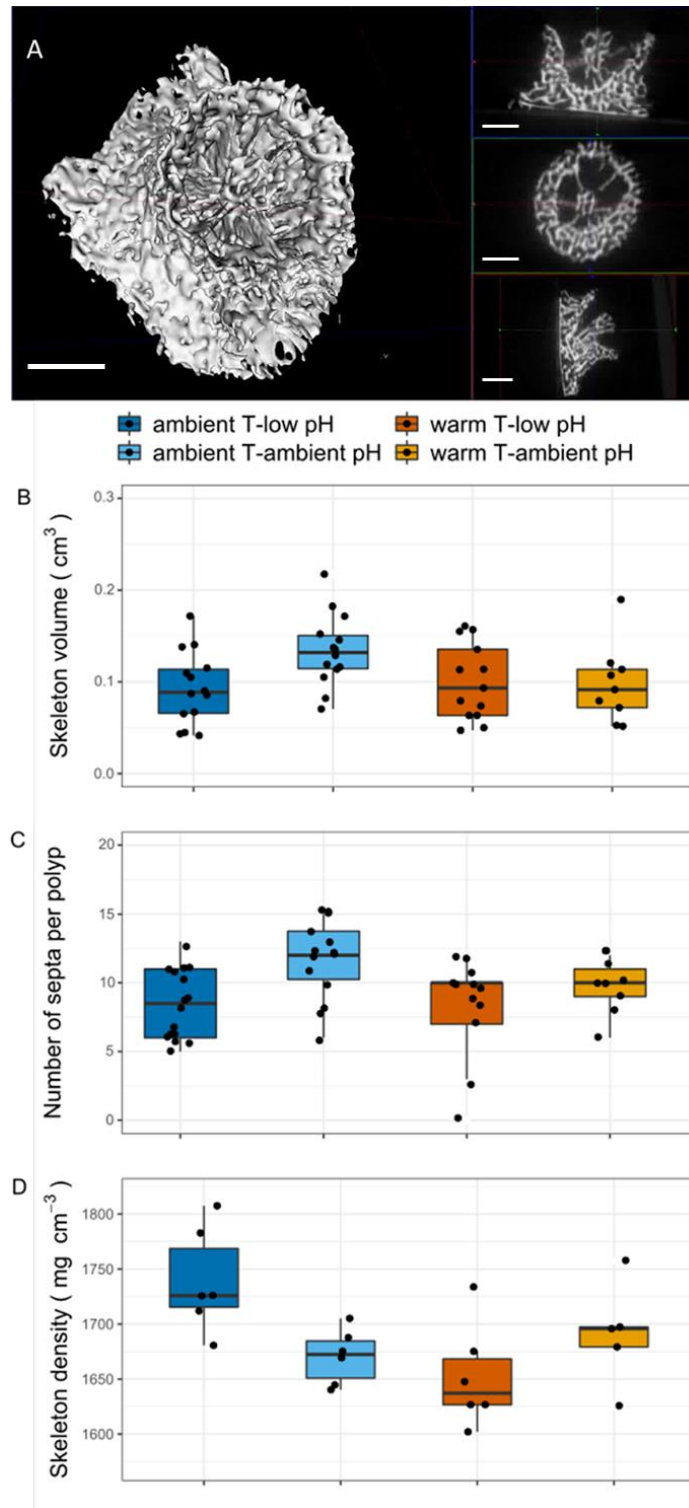 A
ambient T-low pH warm T-low pH
ambient T-ambient pH warm T-ambient pH
B
Skeleton volume ( cm³ )
0.3
0.2
0.1
0.0
C
Number of septa per polyp
20
15
10
5
0
D
Skeleton density ( mg cm⁻³ )
1800
1750
1700
1650
1600